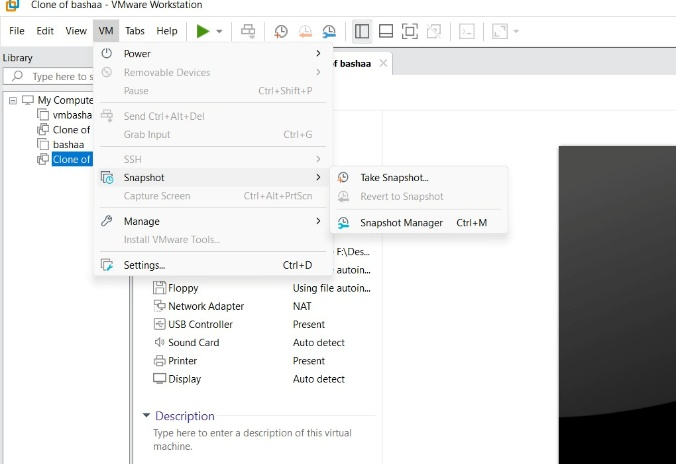 Clone of bashaa - VMware Workstation
File Edit View VM Tabs Help
Library
Type here to s
My Compute
vmbasha
Clone of
bashaa
Clone of
Power
Removable Devices
Pause Ctrl+Shift+P
Send Ctrl+Alt+Del
Grab Input Ctrl+G
SSH
Snapshot
Capture Screen Ctrl+Alt+PrtScn
Manage
Install VMware Tools...
Settings... Ctrl+D
Take Snapshot...
Revert to Snapshot
Snapshot Manager Ctrl+M
of bashaa
F:\Des...
file autoin...
Floppy Using file autoin...
Network Adapter NAT
USB Controller Present
Sound Card Auto detect
Printer Present
Display Auto detect
Description
Type here to enter a description of this virtual
machine.